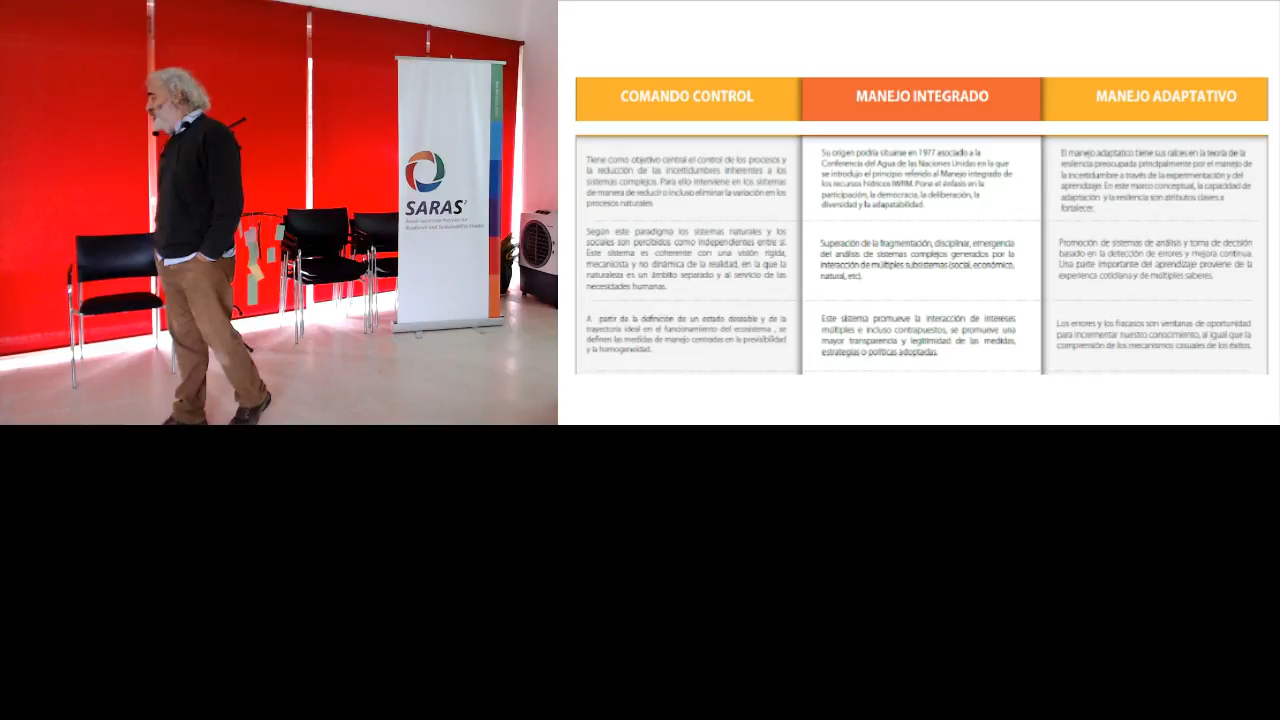 SARAS²
COMANDO CONTROL
MANEJO INTEGRADO
MANEJO ADAPTATIVO
Tiene como objetivo central el control de los procesos y
la reducción de las incertidumbres inherentes a los
sistemas complejos. Para ello interviene en los sistemas
de manera de reducir o incluso eliminar la variación en los
procesos naturales
Según este paradigma los sistemas naturales y los
sociales son percibidos como independientes entre sí.
Este sistema es coherente con una visión rígida,
mecanicista y no dinámica de la realidad, en la que la
naturaleza es un ámbito separado y al servicio de las
necesidades humanas.
A partir de la definición de un estado deseable y de la
trayectoria ideal en el funcionamiento del ecosistema , se
definen las medidas de manejo centradas en la previsibilidad
y la homogeneidad.
Su origen podría situarse en 1977 asociado a la
Conferencia del Agua de las Naciones Unidas en la que
se introdujo el principio referido al Manejo integrado de
los recursos hídricos IWRM. Pone el énfasis en la
participación, la democracia, la deliberación, la
diversidad y la adapatabilidad.
Superación de la fragmentación, disciplinar, emergencia
del análisis de sistemas complejos generados por la
interacción de múltiples subsistemas (social, económico,
natural, etc).
Este sistema promueve la interacción de intereses
múltiples e incluso contrapuestos, se promueve una
mayor transparencia y legitimidad de las medidas,
estrategias o políticas adoptadas.
El manejo adaptatico tiene sus raíces en la teoría de la
resiliencia preocupada principalmente por el manejo de
la incertidumbre a través de la experimentación y del
aprendizaje. En este marco conceptual, la capacidad de
adaptación y la resiliencia son atributos claves a
fortalecer.
Promoción de sistemas de análisis y toma de decisión
basado en la detección de errores y mejora continua.
Una parte importante del aprendizaje proviene de la
experiencia cotidiana y de múltiples saberes.
Los errores y los fracasos son ventanas de oportunidad
para incrementar nuestro conocimiento, al igual que la
comprensión de los mecanismos casuales de los éxitos.